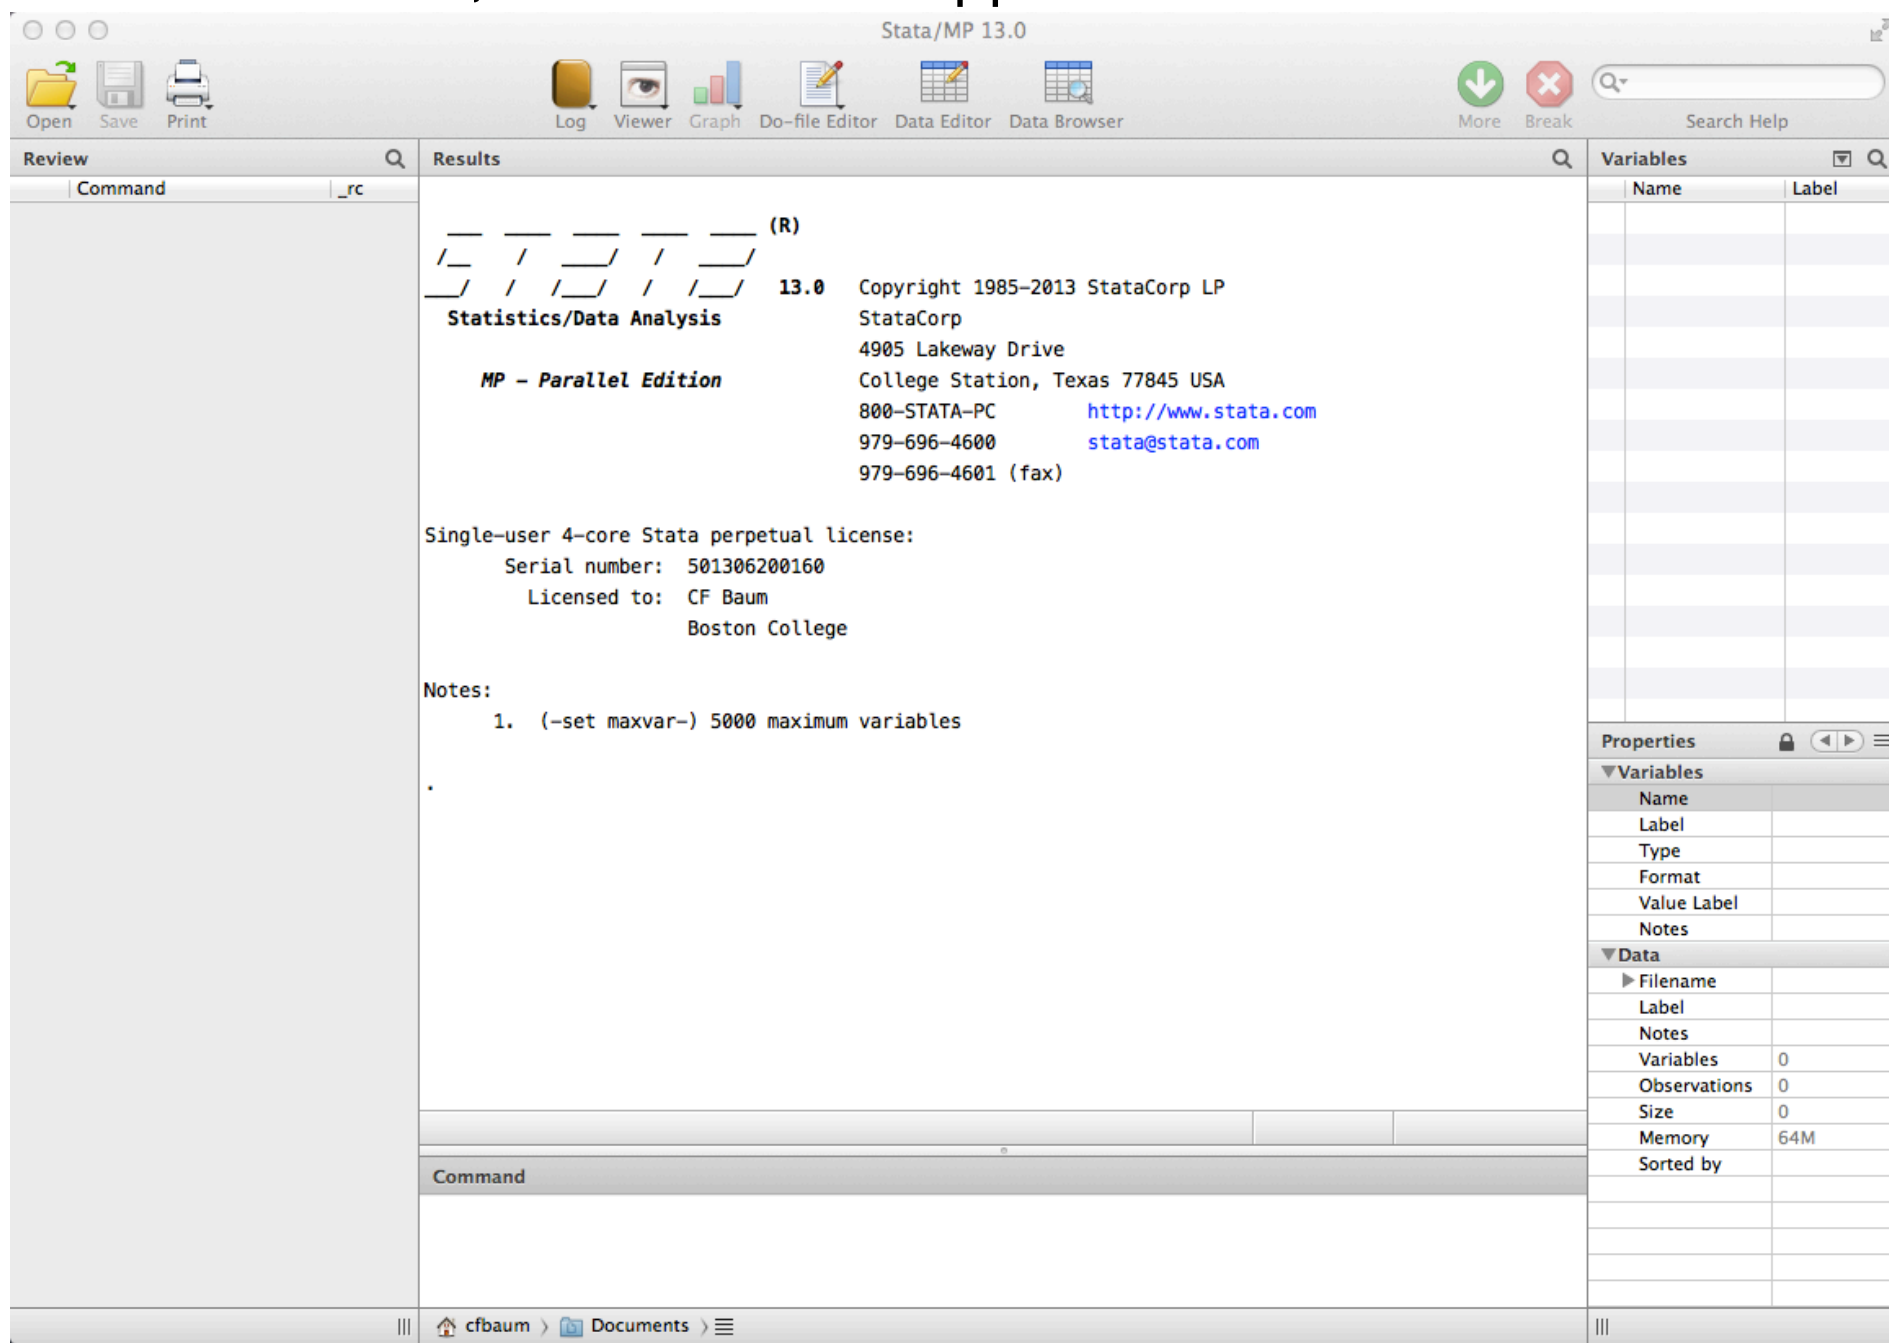 Stata/MP 13.0
Open Save Print Log Viewer Graph Do-file Editor Data Editor Data Browser More Break Search Help
Review
Command _rc
Results
(R)
13.0 Copyright 1985-2013 StataCorp LP
Statistics/Data Analysis StataCorp
4905 Lakeway Drive
MP - Parallel Edition College Station, Texas 77845 USA
800-STATA-PC http://www.stata.com
979-696-4600 stata@stata.com
979-696-4601 (fax)
Single-user 4-core Stata perpetual license:
Serial number: 501306200160
Licensed to: CF Baum
Boston College
Notes:
1. (-set maxvar-) 5000 maximum variables
.
Command
cfbaum Documents
Variables
Name Label
Properties
Variables
Name
Label
Type
Format
Value Label
Notes
Data
Filename
Label
Notes
Variables 0
Observations 0
Size 0
Memory 64M
Sorted by